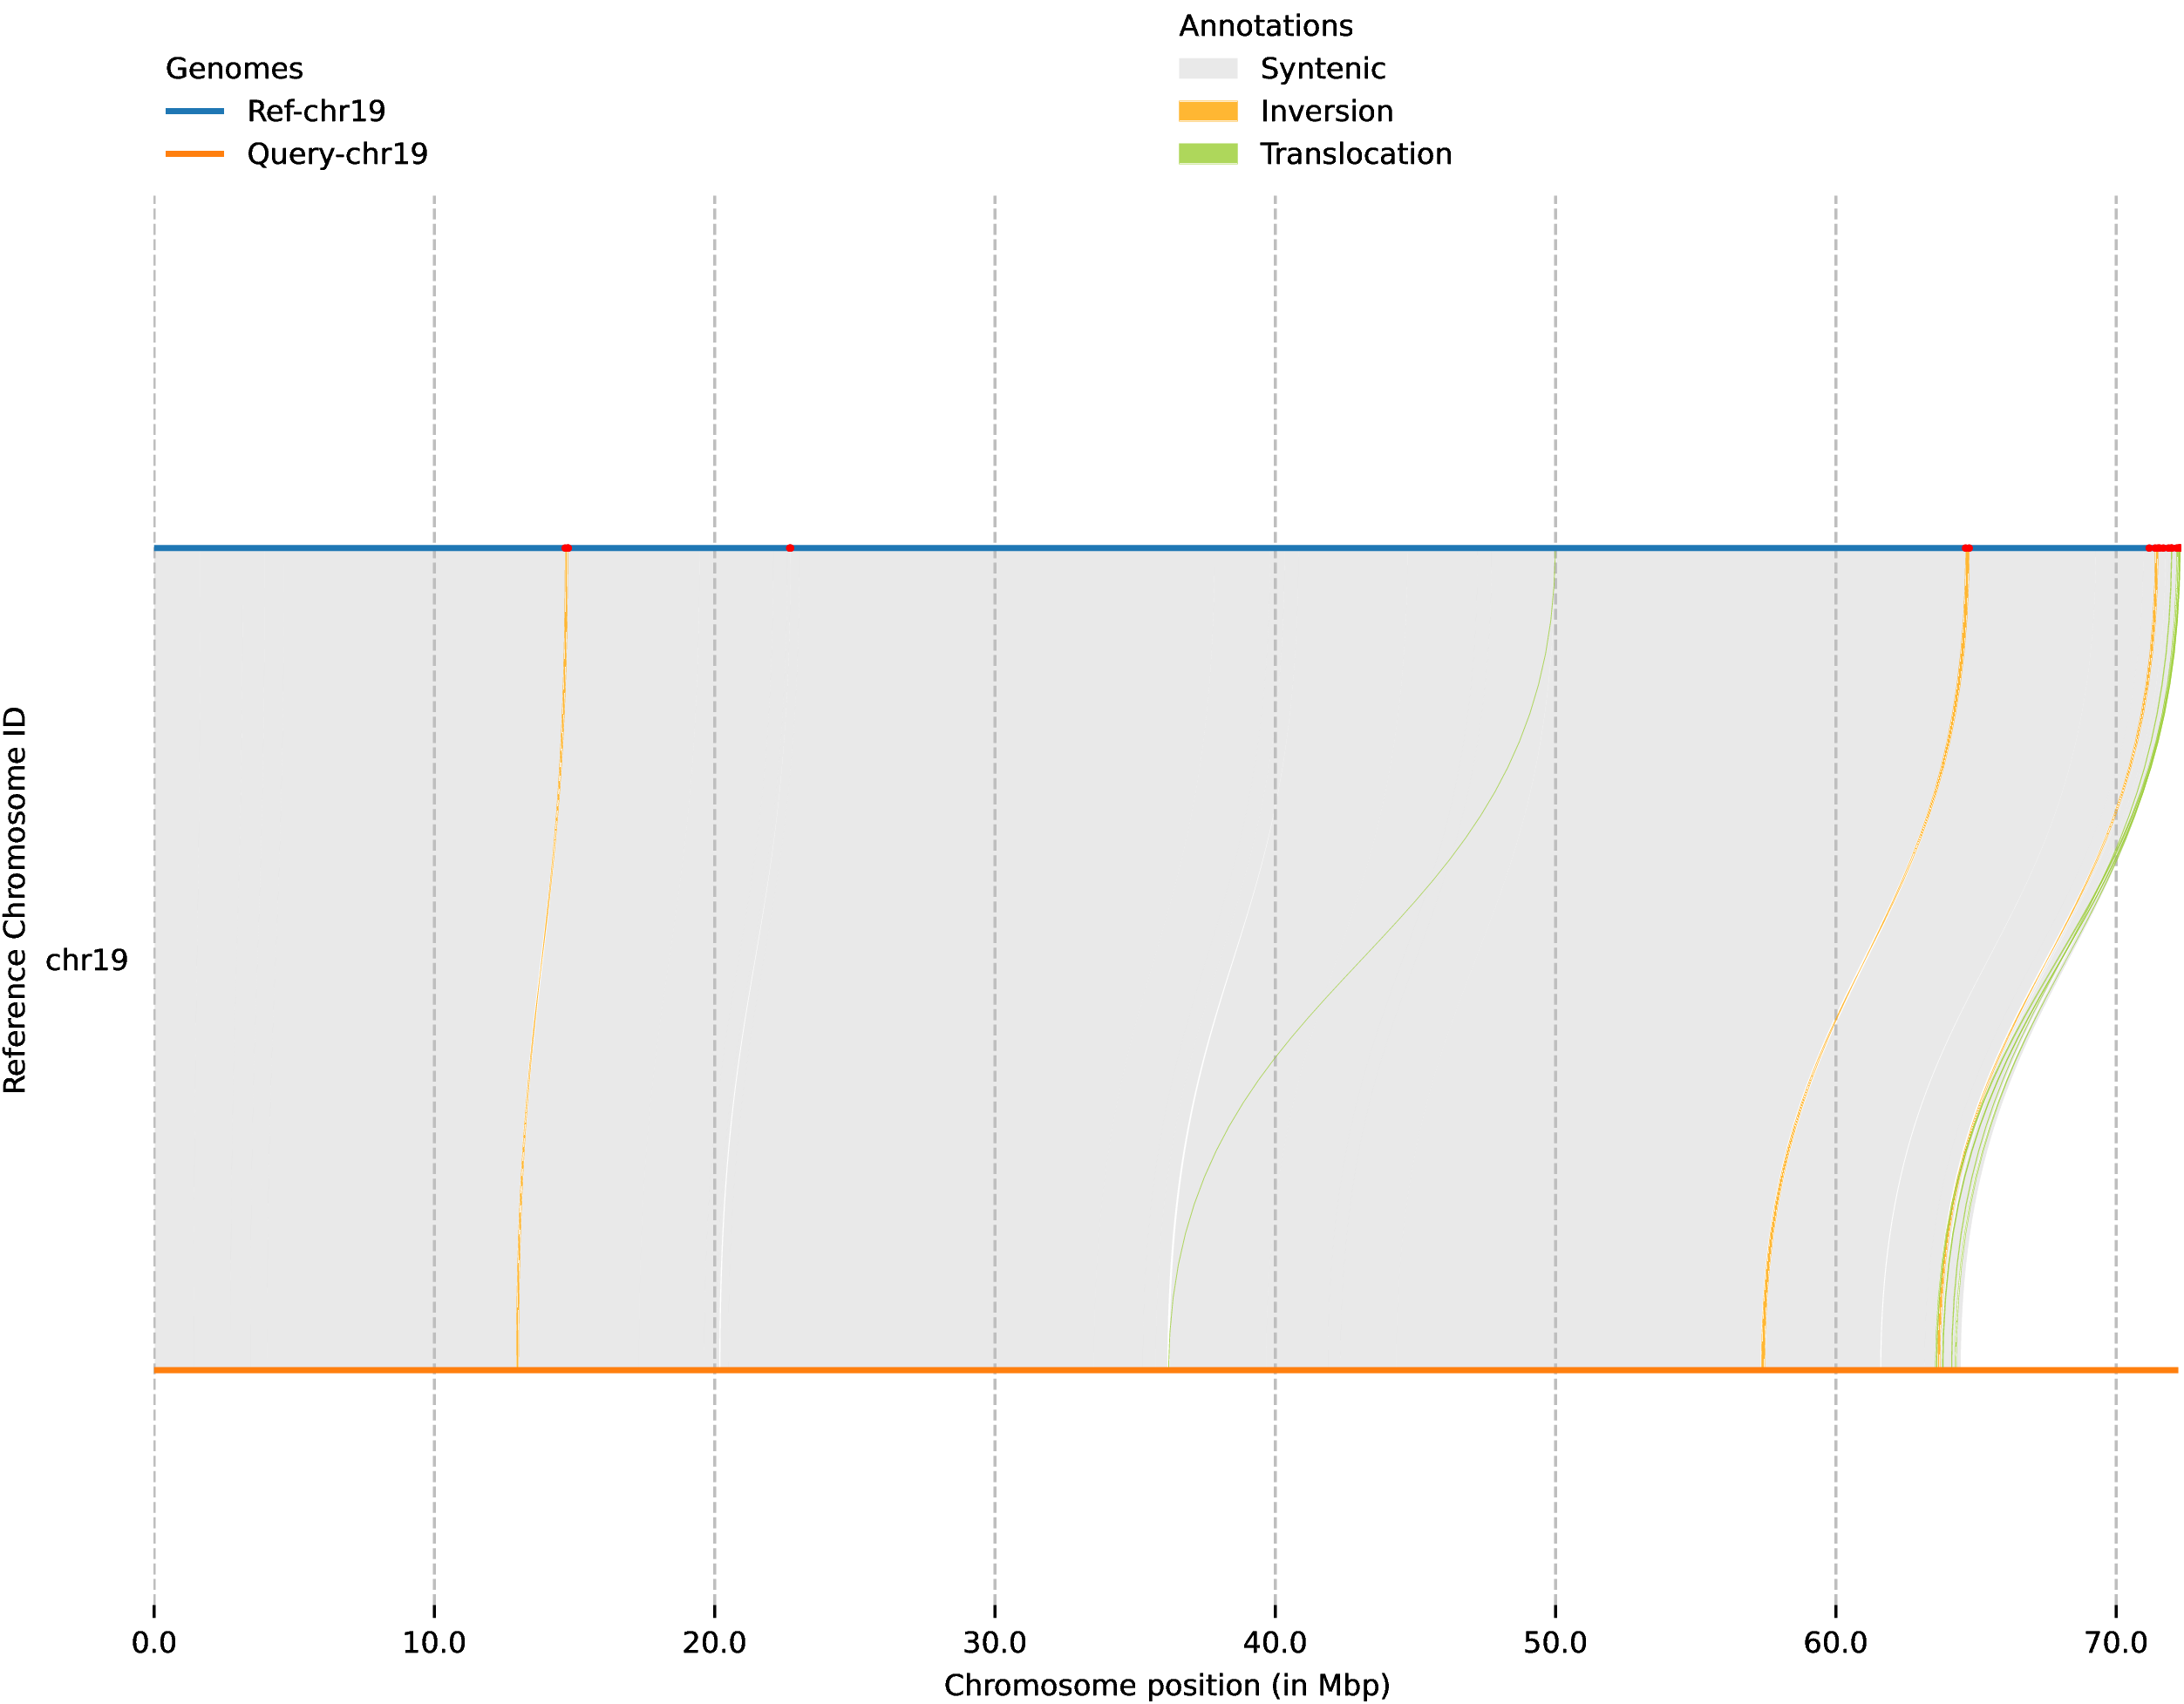 Genomes
Ref-chr19
Query-chr19
Annotations
Syntenic
Inversion
Translocation
Reference Chromosome ID
chr19
0.0 10.0 20.0 30.0 40.0 50.0 60.0 70.0
Chromosome position (in Mbp)